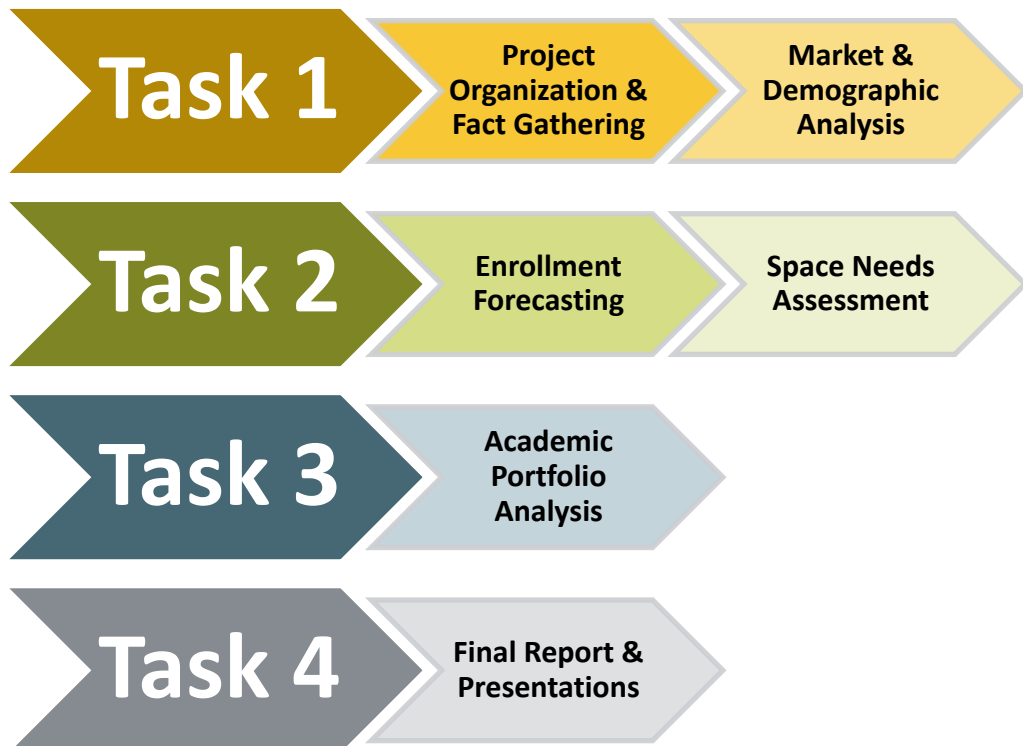 Task 1
Project
Organization &
Fact Gathering
Market &
Demographic
Analysis
Task 2
Enrollment
Forecasting
Space Needs
Assessment
Task 3
Academic
Portfolio
Analysis
Task 4
Final Report &
Presentations